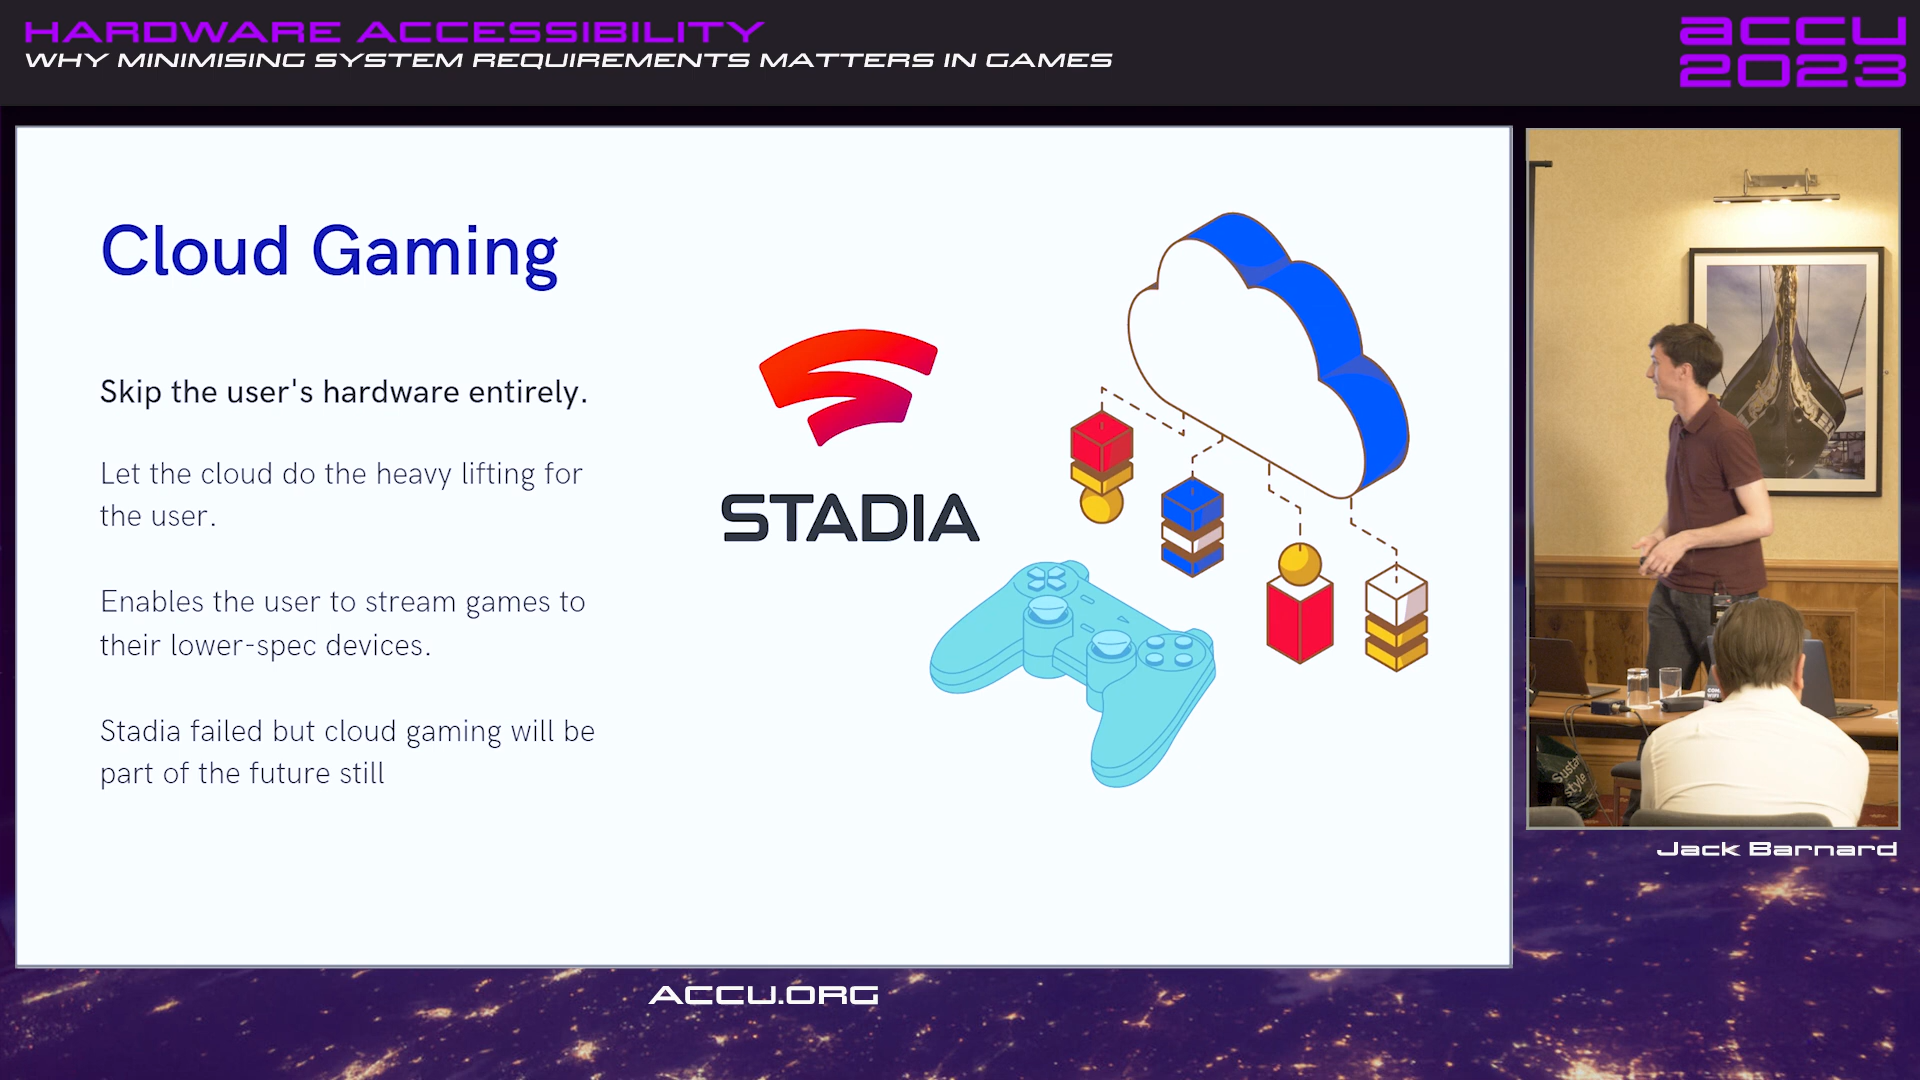 HARDWARE ACCESSIBILITY
WHY MINIMISING SYSTEM REQUIREMENTS MATTERS IN GAMES
accu
2023
Cloud Gaming
Skip the user's hardware entirely.
Let the cloud do the heavy lifting for
the user.
Enables the user to stream games to
their lower-spec devices.
Stadia failed but cloud gaming will be
part of the future still
STADIA
Jack Barnard
ACCU.ORG